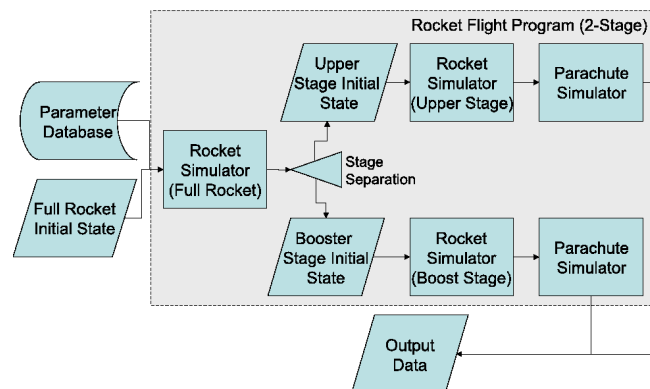 Rocket Flight Program (2-Stage)
Parameter
Database
Full Rocket
Initial State
Rocket
Simulator
(Full Rocket)
Stage
Separation
Upper
Stage Initial
State
Rocket
Simulator
(Upper Stage)
Parachute
Simulator
Booster
Stage Initial
State
Rocket
Simulator
(Boost Stage)
Parachute
Simulator
Output
Data